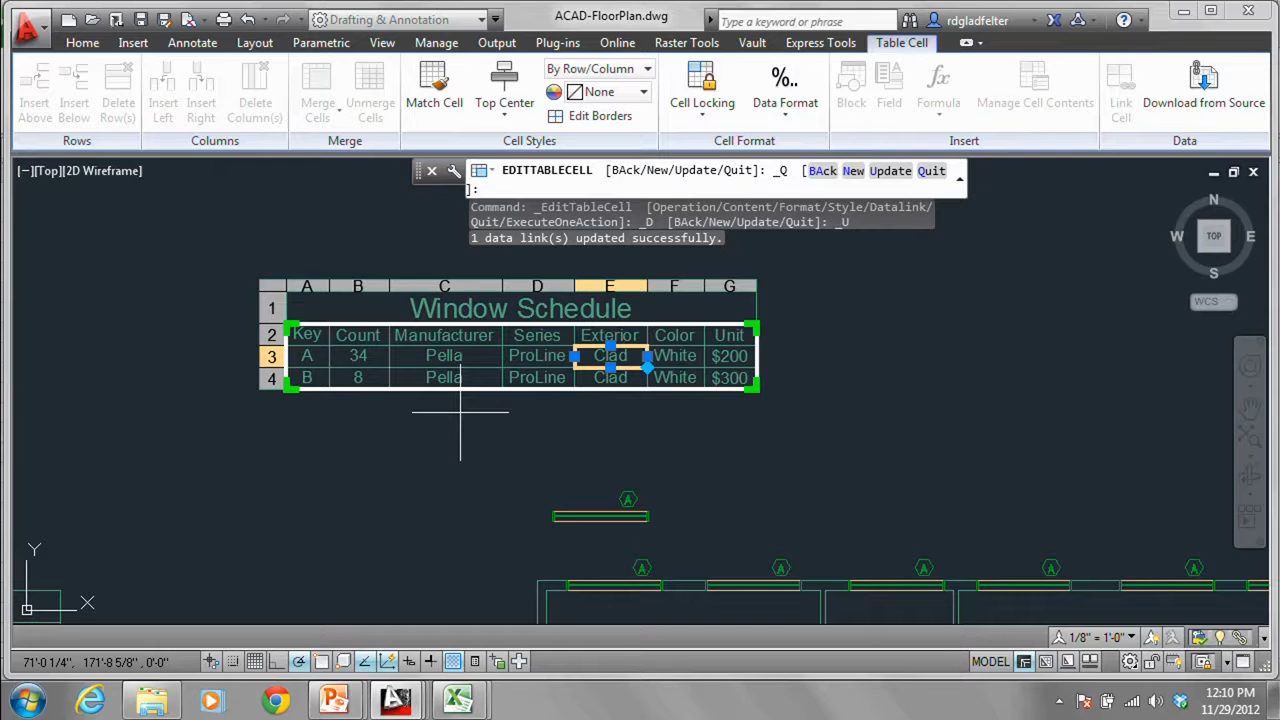 Drafting & Annotation
ACAD-FloorPlan.dwg
Type a keyword or phrase
rdgladfelter
Home Insert Annotate Layout Parametric View Manage Output Plug-ins Online Raster Tools Vault Express Tools Table Cell
Insert Above
Insert Below
Delete Row(s)
Insert Left
Insert Right
Delete Column(s)
Merge Cells
Unmerge Cells
Match Cell
Top Center
By Row/Column
None
Edit Borders
Cell Locking
%..
Data Format
Block
Field
fx
Formula
Manage Cell Contents
Link Cell
Download from Source
Rows Columns Merge Cell Styles Cell Format Insert Data
[−][Top][2D Wireframe]
EDITTABLECELL [BAck/New/Update/Quit]: _Q [BAck New Update Quit
]:
Command: _EditTableCell [Operation/Content/Format/Style/Datalink/
Quit/ExecuteOneAction]: _D [BAck/New/Update/Quit]: _U
1 data link(s) updated successfully.
N
W TOP E
S
WCS
A B C D E F G
1 Window Schedule
2 Key Count Manufacturer Series Exterior Color Unit
3 A 34 Pella ProLine Clad White $200
4 B 8 Pella ProLine Clad White $300
A
A A A A A
Y
X
1/8" = 1'-0"
71'-0 1/4", 171'-8 5/8", 0'-0"
MODEL
12:10 PM
11/29/2012